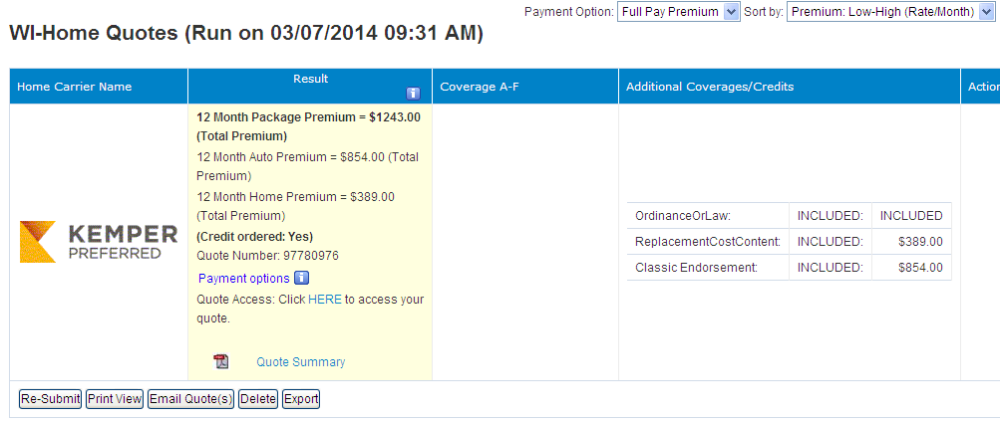 Payment Option: Full Pay Premium Sort by: Premium: Low-High (Rate/Month)
WI-Home Quotes (Run on 03/07/2014 09:31 AM)
Home Carrier Name Result Coverage A-F Additional Coverages/Credits Action
12 Month Package Premium = $1243.00
(Total Premium)
12 Month Auto Premium = $854.00 (Total
Premium)
12 Month Home Premium = $389.00
(Total Premium)
(Credit ordered: Yes)
Quote Number: 97780976
Payment options
Quote Access: Click HERE to access your
quote.
Quote Summary
KEMPER
PREFERRED
OrdinanceOrLaw: INCLUDED: INCLUDED
ReplacementCostContent: INCLUDED: $389.00
Classic Endorsement: INCLUDED: $854.00
Re-Submit Print View Email Quote(s) Delete Export